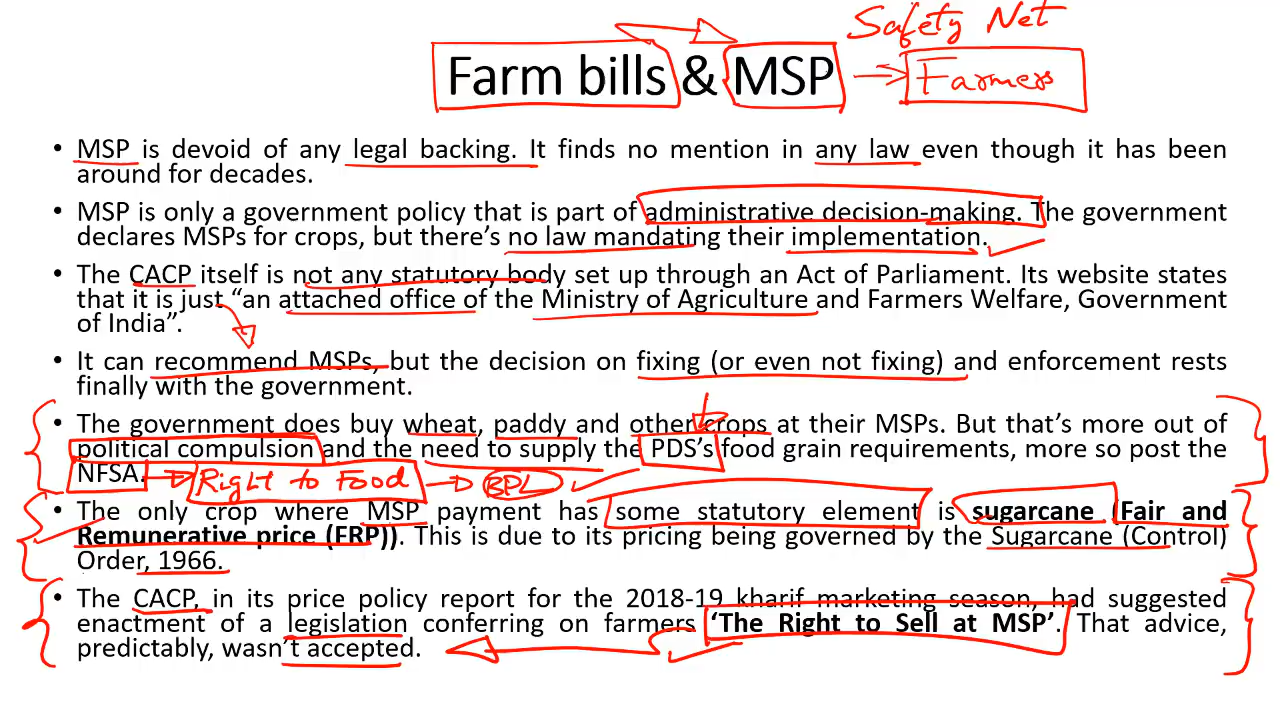 Safety Net
Farm bills & MSP
Farmers
• MSP is devoid of any legal backing. It finds no mention in any law even though it has been
around for decades.
• MSP is only a government policy that is part of administrative decision-making. The government
declares MSPs for crops, but there’s no law mandating their implementation.
• The CACP itself is not any statutory body set up through an Act of Parliament. Its website states
that it is just “an attached office of the Ministry of Agriculture and Farmers Welfare, Government
of India”.
• It can recommend MSPs, but the decision on fixing (or even not fixing) and enforcement rests
finally with the government.
• The government does buy wheat, paddy and other crops at their MSPs. But that’s more out of
political compulsion and the need to supply the PDS’s food grain requirements, more so post the
NFSA. Right to Food BPL
• The only crop where MSP payment has some statutory element is sugarcane (Fair and
Remunerative price (FRP)). This is due to its pricing being governed by the Sugarcane (Control)
Order, 1966.
• The CACP, in its price policy report for the 2018-19 kharif marketing season, had suggested
enactment of a legislation conferring on farmers ‘The Right to Sell at MSP’. That advice,
predictably, wasn’t accepted.